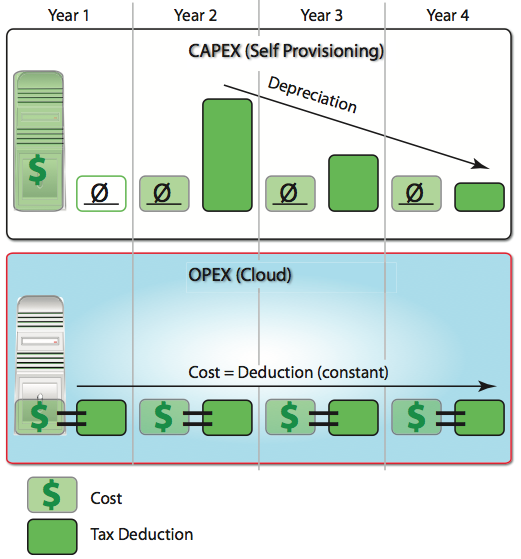 Year 1 Year 2 Year 3 Year 4
CAPEX (Self Provisioning)
Depreciation
$ Ø Ø Ø Ø
OPEX (Cloud)
Cost = Deduction (constant)
$ = $ = $ = $ =
$ Cost
Tax Deduction